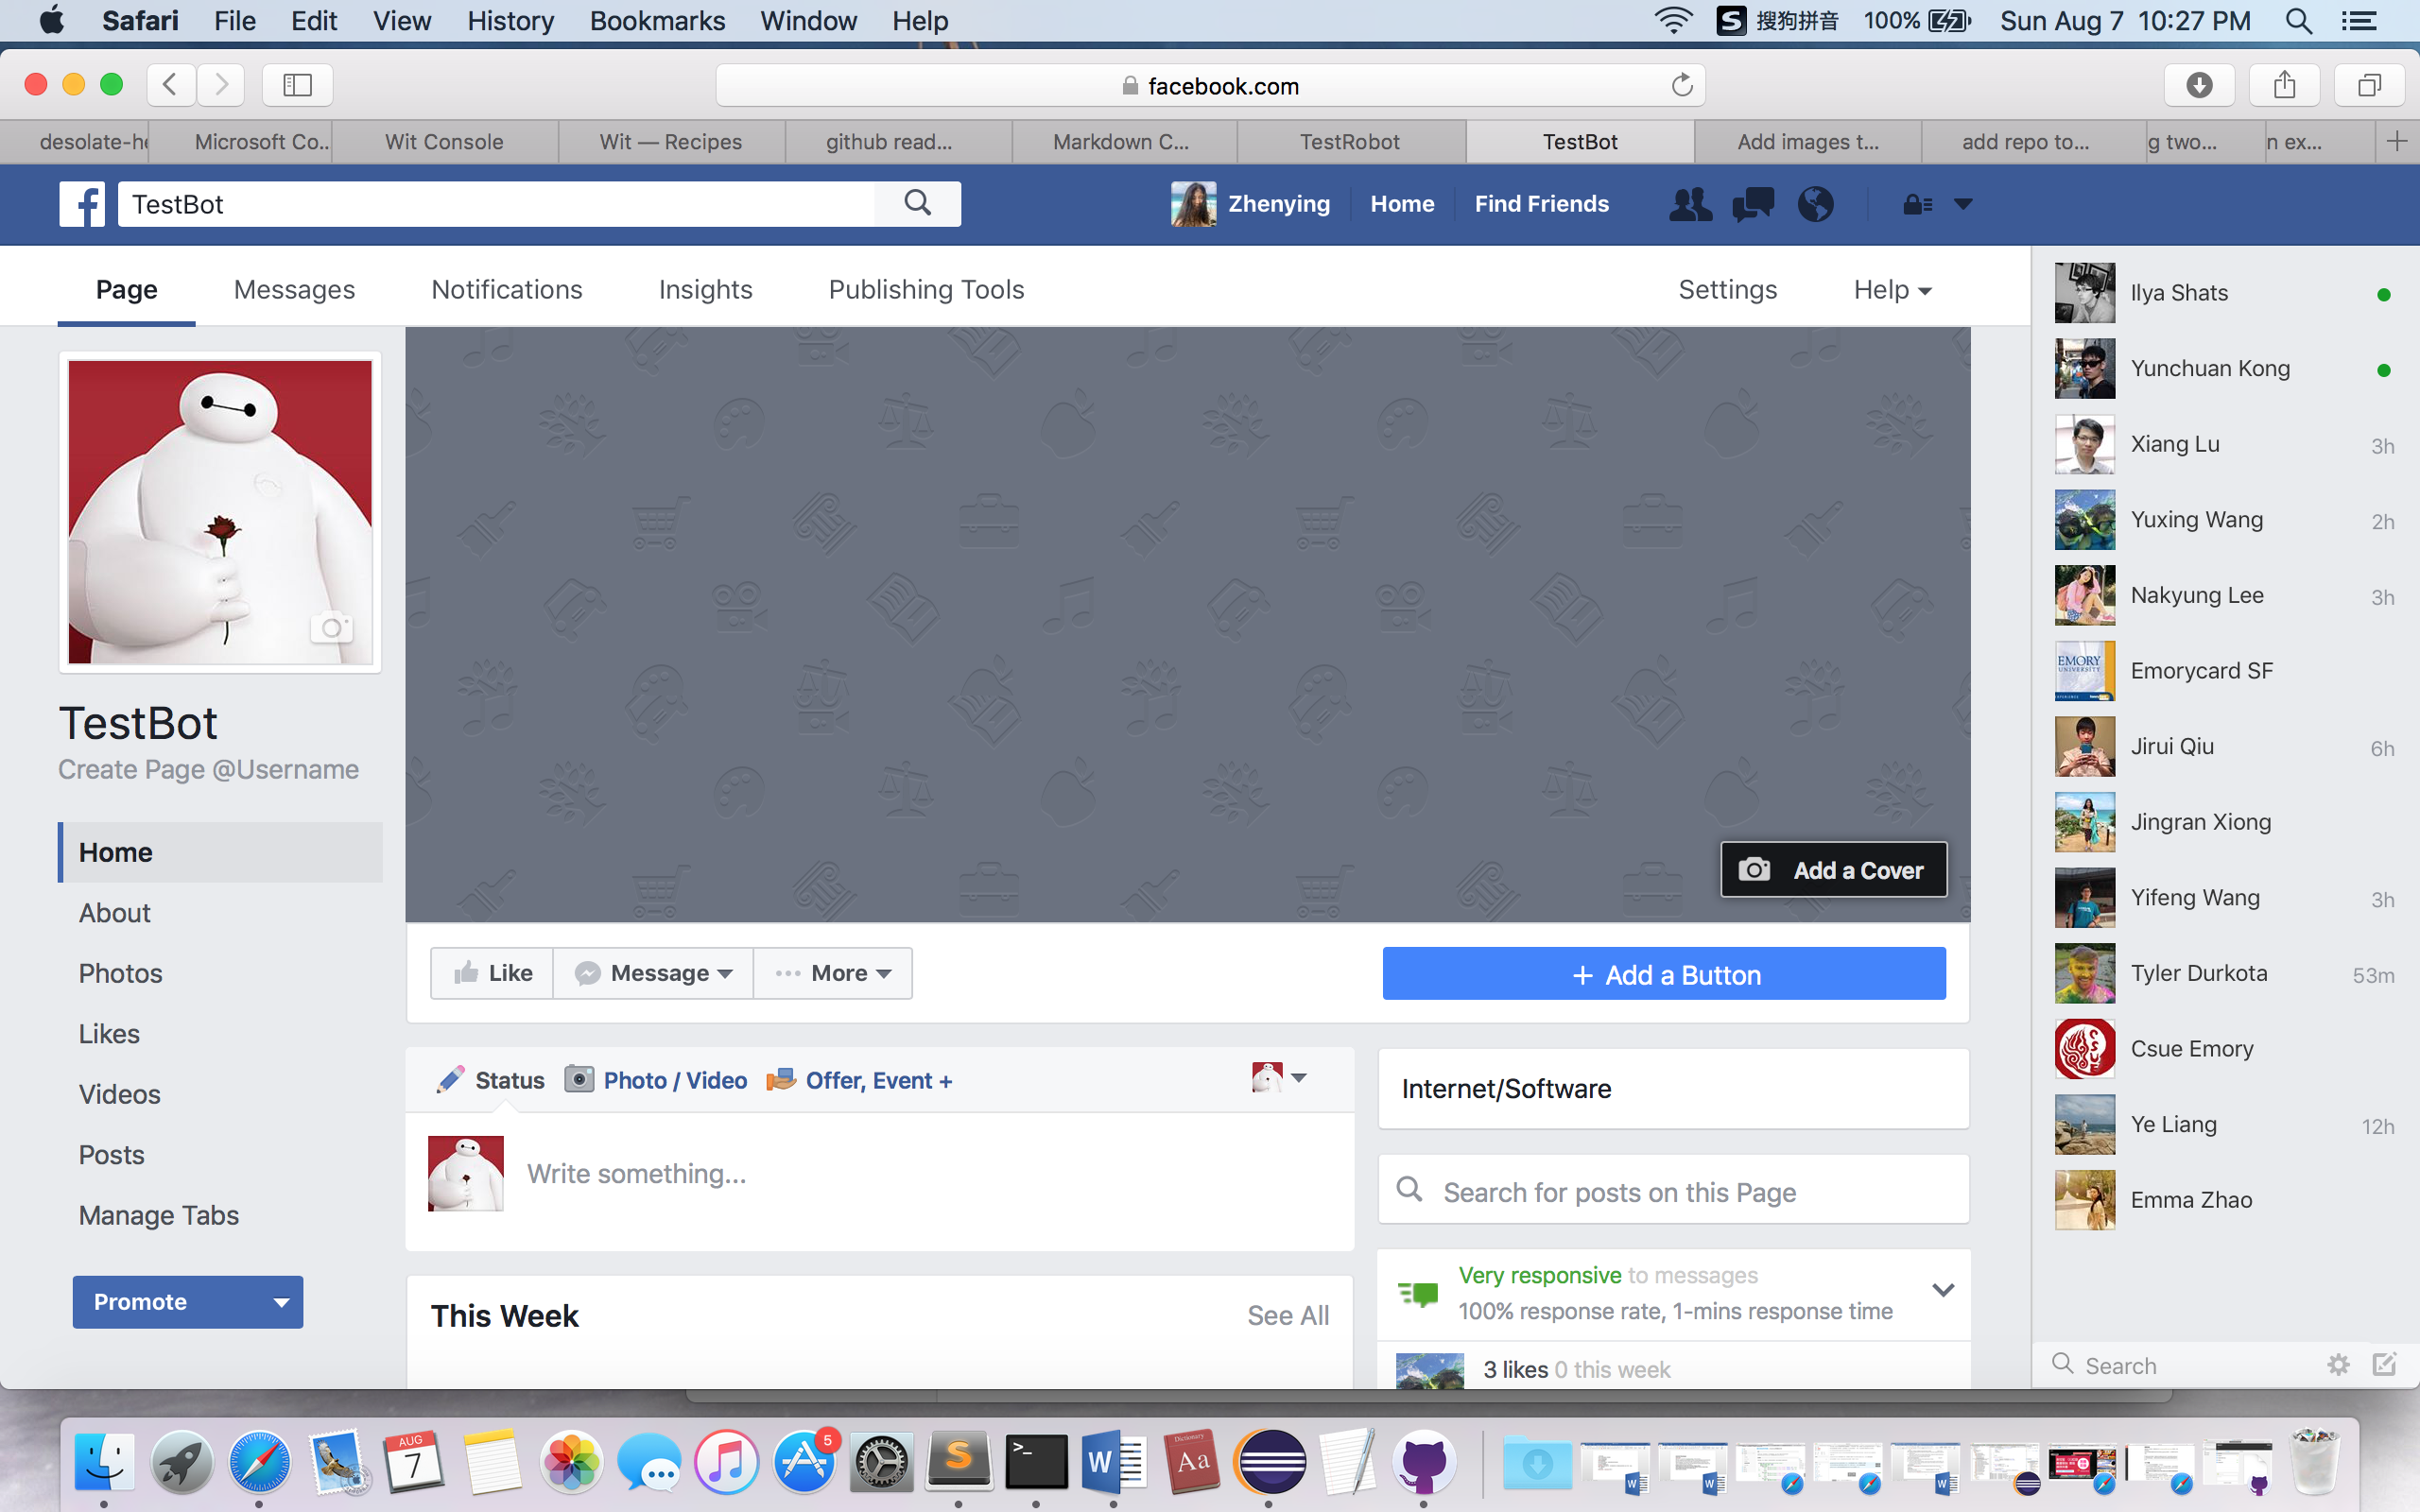 Safari File Edit View History Bookmarks Window Help
S 搜狗拼音 100% Sun Aug 7 10:27 PM
facebook.com
desolate-he Microsoft Co... Wit Console Wit — Recipes github read... Markdown C... TestRobot TestBot Add images t... add repo to... g two... n ex... +
f TestBot Zhenying Home Find Friends
Page Messages Notifications Insights Publishing Tools Settings Help
TestBot
Create Page @Username
Home
About
Photos
Likes
Videos
Posts
Manage Tabs
Promote
Add a Cover
Like Message More
+ Add a Button
Status Photo / Video Offer, Event +
Write something...
This Week See All
Internet/Software
Search for posts on this Page
Very responsive to messages
100% response rate, 1-mins response time
3 likes 0 this week
Ilya Shats
Yunchuan Kong
Xiang Lu 3h
Yuxing Wang 2h
Nakyung Lee 3h
EMORY
UNIVERSITY
Emorycard SF
Jirui Qiu 6h
Jingran Xiong
Yifeng Wang 3h
Tyler Durkota 53m
Csue Emory
Ye Liang 12h
Emma Zhao
Search
AUG
7
5
S
>_
W
Dictionary
Aa